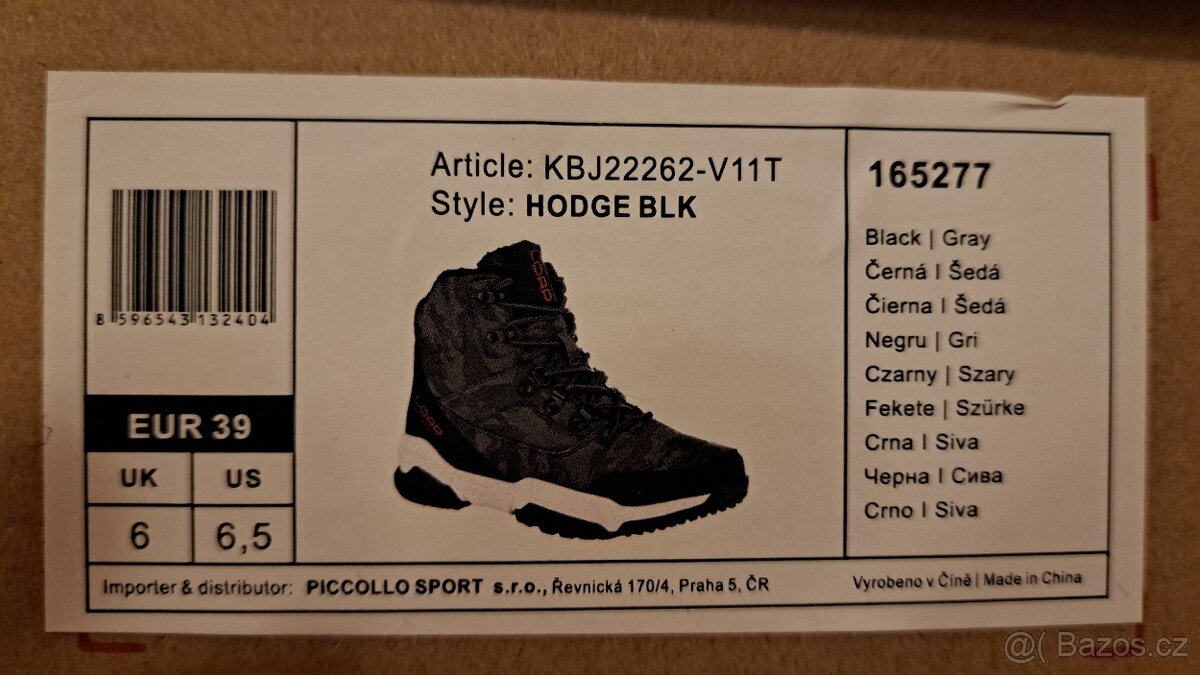 Article: KBJ22262-V11T
Style: HODGE BLK
LOAP
LOAP
8 596543 132404
EUR 39
UK US
6 6,5
165277
Black | Gray
Černá I Šedá
Čierna I Šedá
Negru | Gri
Czarny | Szary
Fekete | Szürke
Crna I Siva
Черна I Сива
Crno I Siva
Importer & distributor: PICCOLLO SPORT s.r.o., Řevnická 170/4, Praha 5, ČR
Vyrobeno v Číně | Made in China
@( Bazos.cz